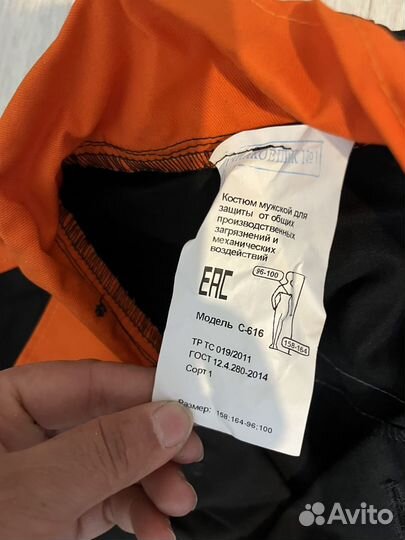 Костюм мужской для
защиты от общих
производственных
загрязнений и
механических
воздействий
96-100
EAC
Модель С-616
158-164
ТР ТС 019/2011
ГОСТ 12.4.280-2014
Сорт 1
Размер: 158,164-96;100
Avito